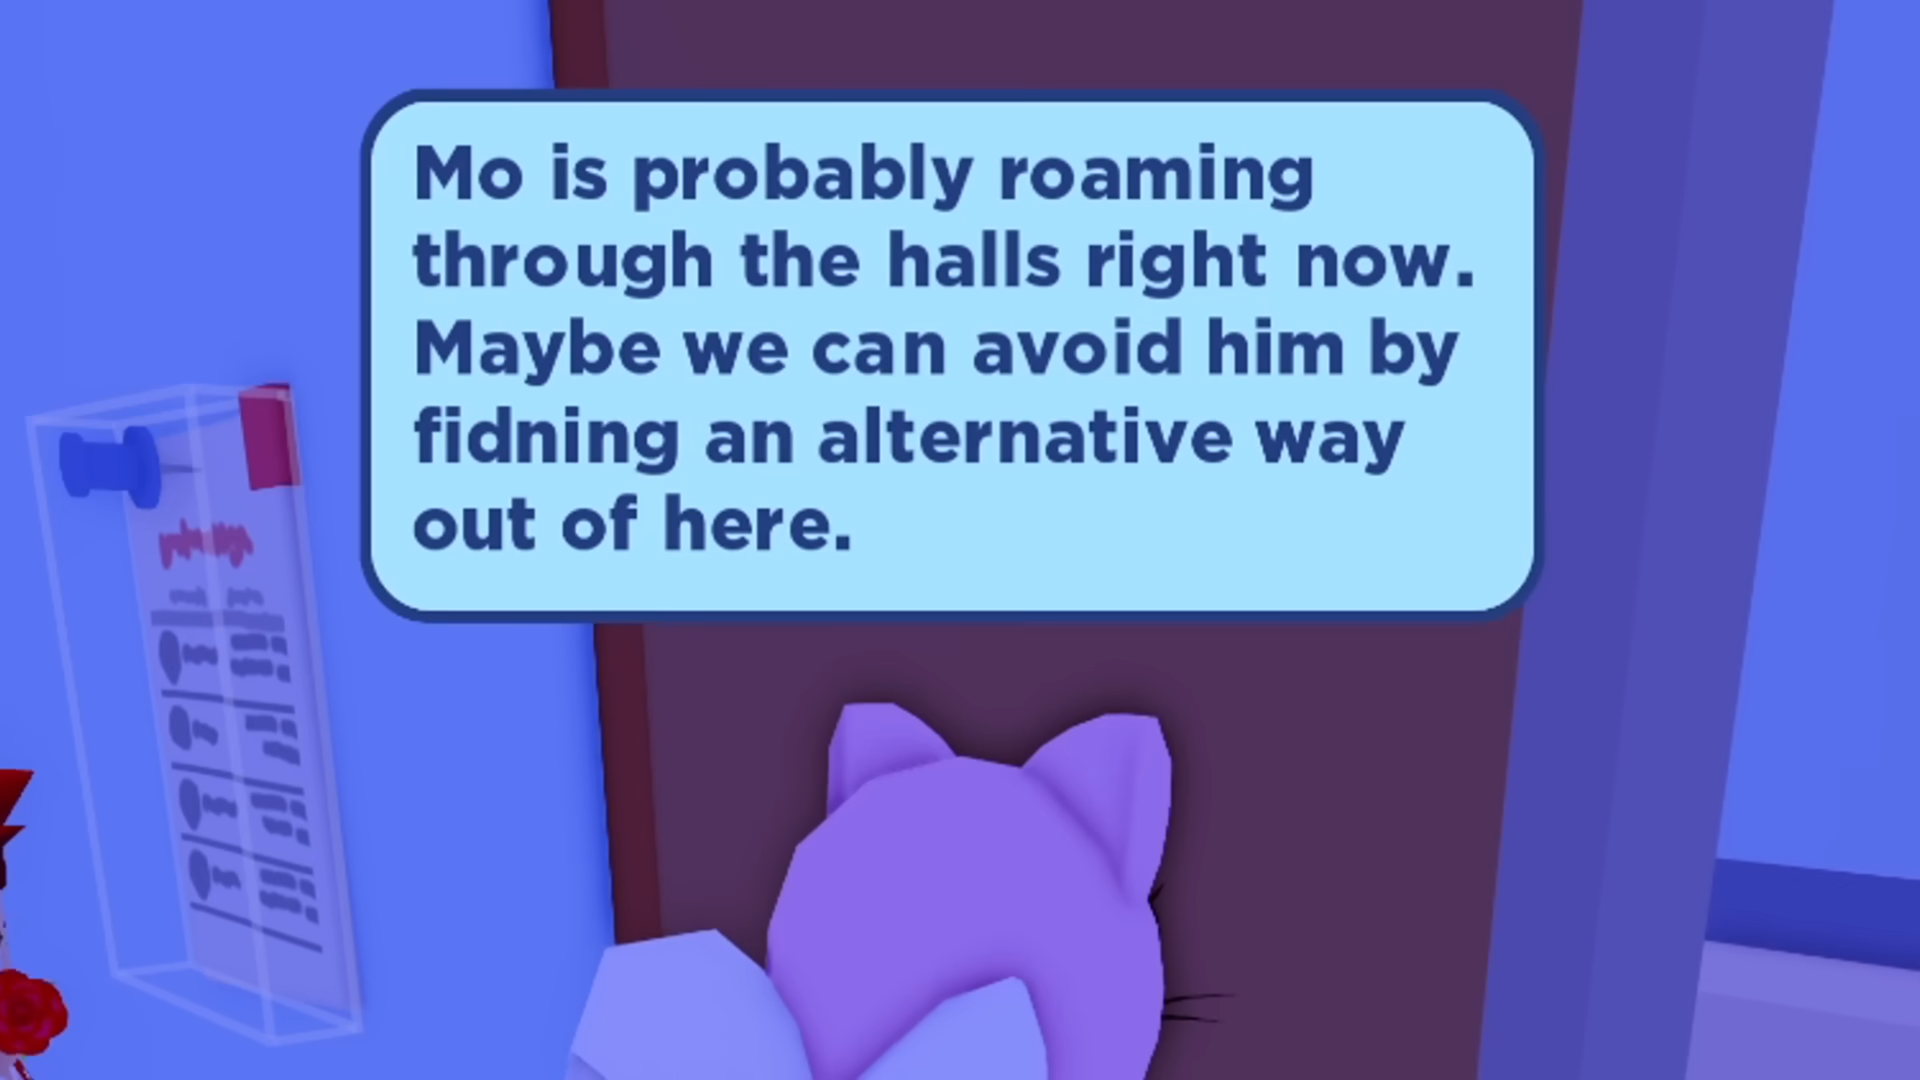 Mo is probably roaming
through the halls right now.
Maybe we can avoid him by
fidning an alternative way
out of here.